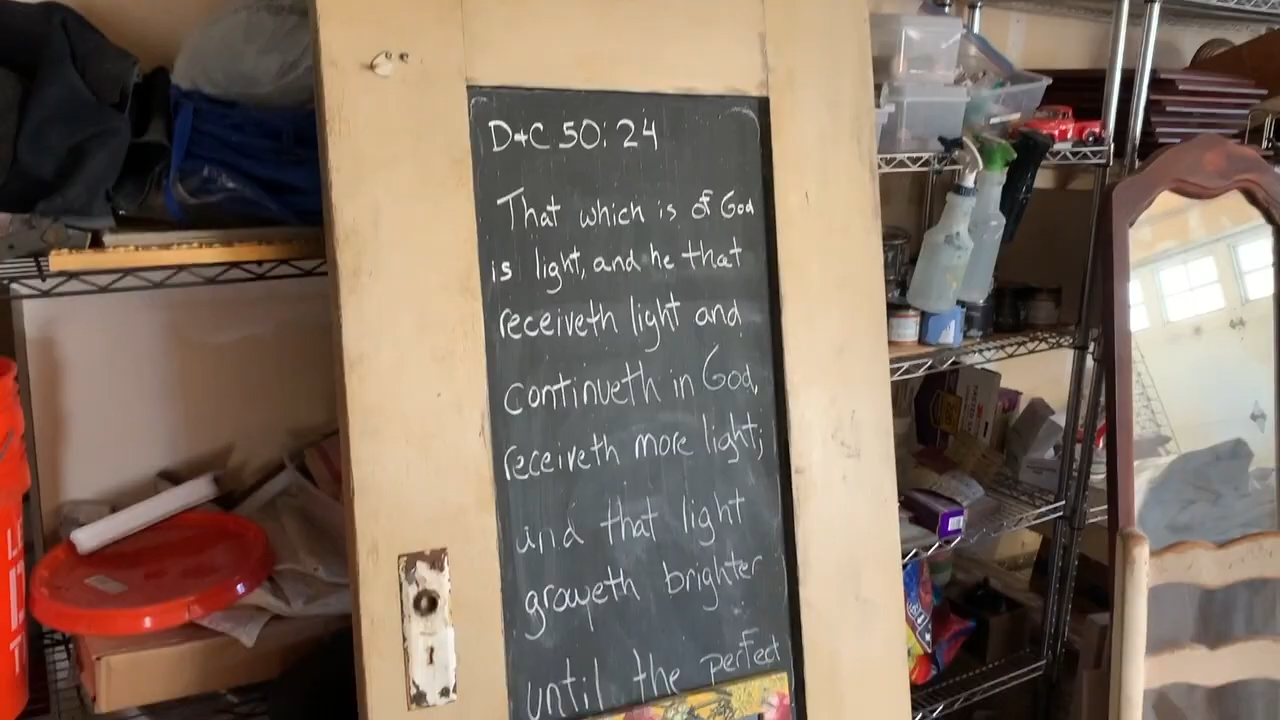 D+C 50:24
That which is of God
is light, and he that
receiveth light and
continueth in God,
receiveth more light;
and that light
groweth brighter
until the perfect